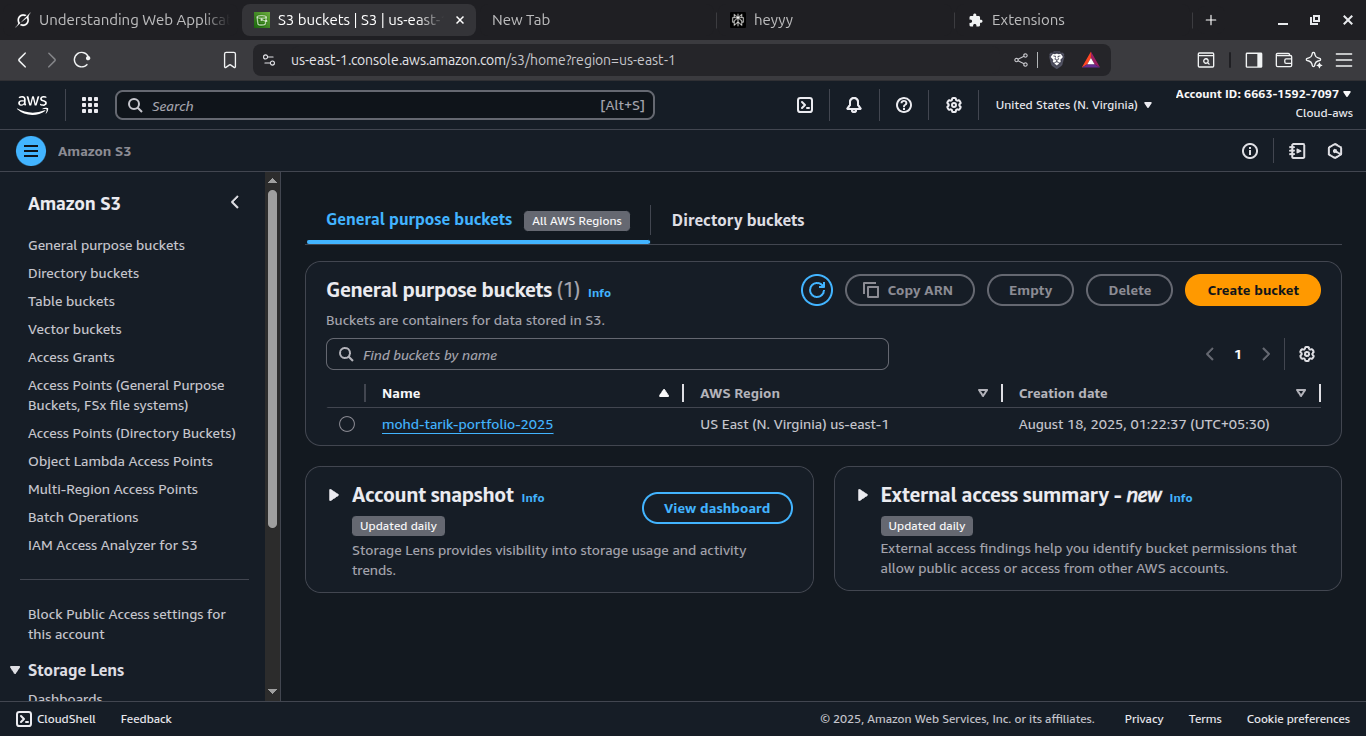 Understanding Web Applica
S3 buckets | S3 | us-east-
New Tab
heyyy
Extensions
us-east-1.console.aws.amazon.com/s3/home?region=us-east-1
aws
Search
[Alt+S]
United States (N. Virginia)
Account ID: 6663-1592-7097
Cloud-aws
Amazon S3
Amazon S3
General purpose buckets
Directory buckets
Table buckets
Vector buckets
Access Grants
Access Points (General Purpose
Buckets, FSx file systems)
Access Points (Directory Buckets)
Object Lambda Access Points
Multi-Region Access Points
Batch Operations
IAM Access Analyzer for S3
Block Public Access settings for
this account
Storage Lens
Dashboards
General purpose buckets
All AWS Regions
Directory buckets
General purpose buckets (1) Info
Copy ARN
Empty
Delete
Create bucket
Buckets are containers for data stored in S3.
Find buckets by name
1
Name
AWS Region
Creation date
mohd-tarik-portfolio-2025
US East (N. Virginia) us-east-1
August 18, 2025, 01:22:37 (UTC+05:30)
Account snapshot Info
View dashboard
Updated daily
Storage Lens provides visibility into storage usage and activity
trends.
External access summary - new Info
Updated daily
External access findings help you identify bucket permissions that
allow public access or access from other AWS accounts.
CloudShell
Feedback
© 2025, Amazon Web Services, Inc. or its affiliates.
Privacy
Terms
Cookie preferences